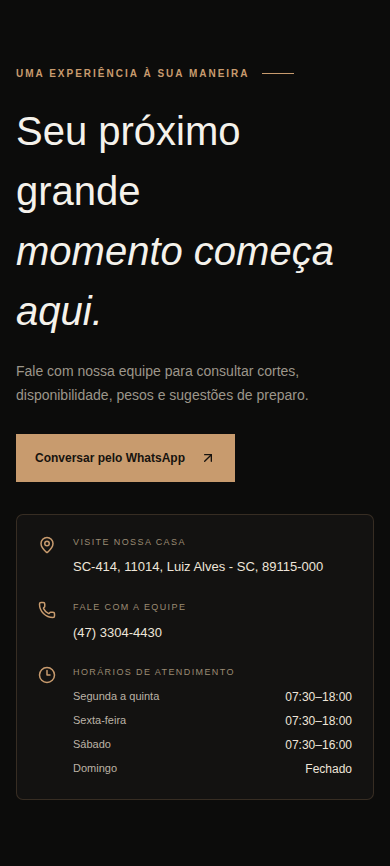 UMA EXPERIÊNCIA À SUA MANEIRA
Seu próximo
grande
momento começa
aqui.
Fale com nossa equipe para consultar cortes,
disponibilidade, pesos e sugestões de preparo.
Conversar pelo WhatsApp
VISITE NOSSA CASA
SC-414, 11014, Luiz Alves - SC, 89115-000
FALE COM A EQUIPE
(47) 3304-4430
HORÁRIOS DE ATENDIMENTO
Segunda a quinta 07:30–18:00
Sexta-feira 07:30–18:00
Sábado 07:30–16:00
Domingo Fechado